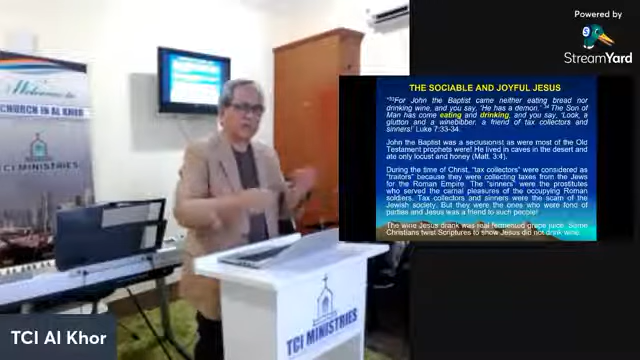 Powered by
StreamYard
Welcome to
CHURCH IN AL KHOR
TCI MINISTRIES
THE SOCIABLE AND JOYFUL JESUS
"³³For John the Baptist came neither eating bread nor
drinking wine, and you say, 'He has a demon.' ³⁴ The Son of
Man has come eating and drinking, and you say, 'Look, a
glutton and a winebibber, a friend of tax collectors and
sinners!' Luke 7:33-34.
John the Baptist was a seclusionist as were most of the Old
Testament prophets were! He lived in caves in the desert and
ate only locust and honey (Matt. 3:4).
During the time of Christ, "tax collectors" were considered as
"traitors" because they were collecting taxes from the Jews
for the Roman Empire. The "sinners" were the prostitutes
who served the carnal pleasures of the occupying Roman
soldiers. Tax collectors and sinners were the scam of the
Jewish society. But they were the ones who were fond of
parties and Jesus was a friend to such people!
The wine Jesus drank was real fermented grape juice. Some
Christians twist Scriptures to show Jesus did not drink wine.
TCI MINISTRIES
TCI Al Khor